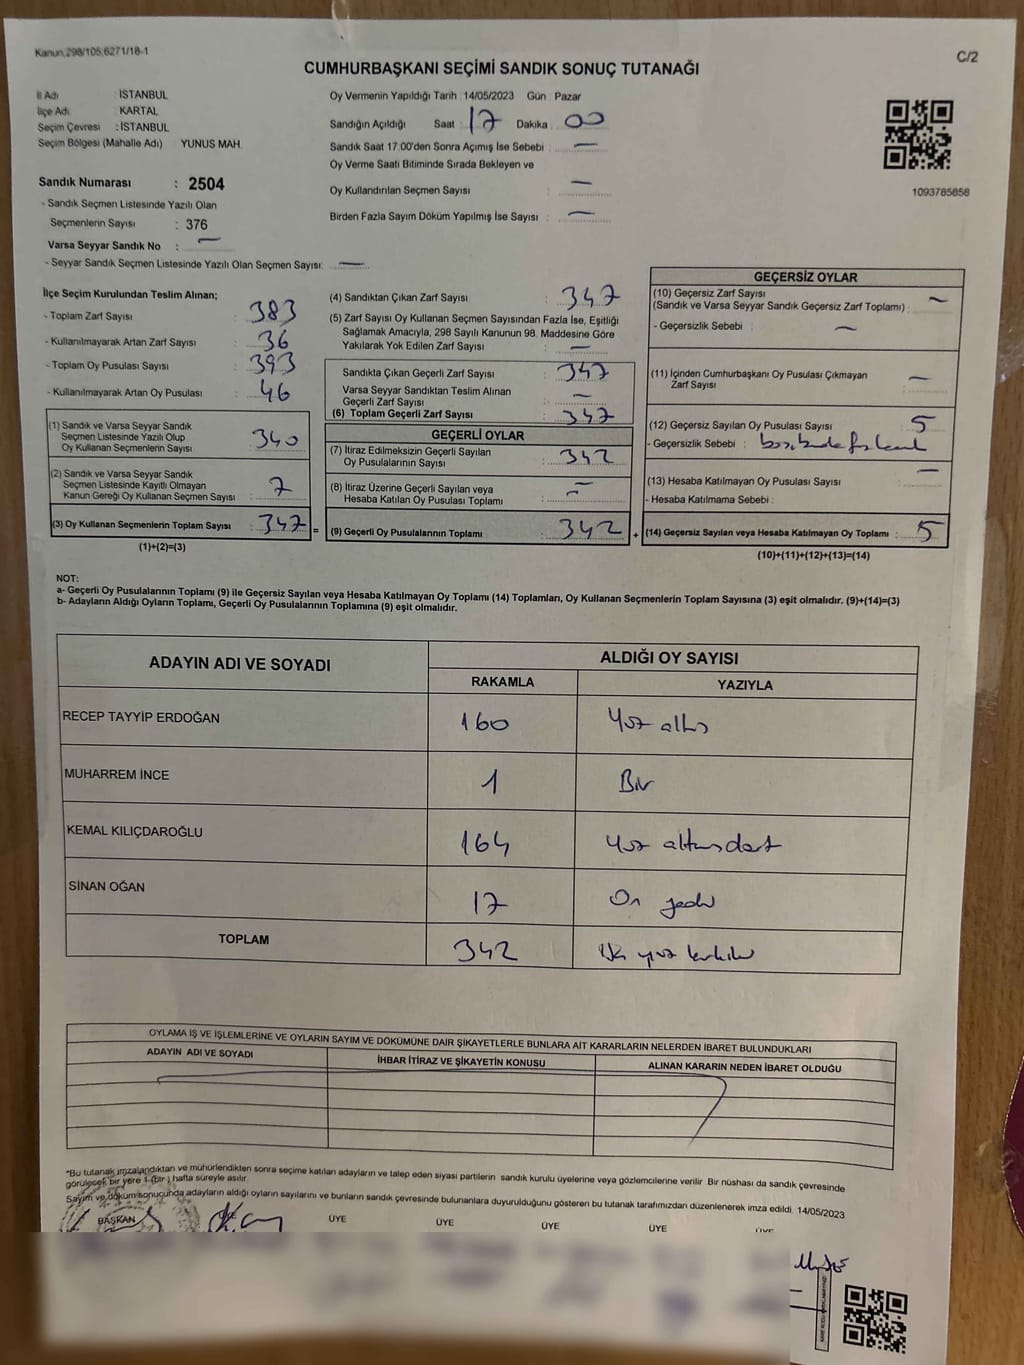 Kanun.298/105.6271/18-1
C/2
CUMHURBAŞKANI SEÇİMİ SANDIK SONUÇ TUTANAĞI
İl Adı : İSTANBUL
İlçe Adı : KARTAL
Seçim Çevresi : İSTANBUL
Seçim Bölgesi (Mahalle Adı) : YUNUS MAH.
Sandık Numarası : 2504
- Sandık Seçmen Listesinde Yazılı Olan
Seçmenlerin Sayısı : 376
Varsa Seyyar Sandık No : —
- Seyyar Sandık Seçmen Listesinde Yazılı Olan Seçmen Sayısı: —
Oy Vermenin Yapıldığı Tarih : 14/05/2023 Gün : Pazar
Sandığın Açıldığı Saat : 17 Dakika : 00
Sandık Saat 17:00'den Sonra Açımış İse Sebebi : —
Oy Verme Saati Bitiminde Sırada Bekleyen ve
Oy Kullandırılan Seçmen Sayısı —
Birden Fazla Sayım Döküm Yapılmış İse Sayısı : —
1093785858
İlçe Seçim Kurulundan Teslim Alınan;
- Toplam Zarf Sayısı : 383
- Kullanılmayarak Artan Zarf Sayısı : 36
- Toplam Oy Pusulası Sayısı : 393
- Kullanılmayarak Artan Oy Pusulası : 46
(1) Sandık ve Varsa Seyyar Sandık
Seçmen Listesinde Yazılı Olup
Oy Kullanan Seçmenlerin Sayısı : 340
(2) Sandık ve Varsa Seyyar Sandık
Seçmen Listesinde Kayıtlı Olmayan
Kanun Gereği Oy Kullanan Seçmen Sayısı : 7
(3) Oy Kullanan Seçmenlerin Toplam Sayısı : 347 =
(1)+(2)=(3)
(4) Sandıktan Çıkan Zarf Sayısı : 347
(5) Zarf Sayısı Oy Kullanan Seçmen Sayısından Fazla İse, Eşitliği
Sağlamak Amacıyla; 298 Sayılı Kanunun 98. Maddesine Göre
Yakılarak Yok Edilen Zarf Sayısı : —
Sandıkta Çıkan Geçerli Zarf Sayısı : 347
Varsa Seyyar Sandıktan Teslim Alınan
Geçerli Zarf Sayısı : —
(6) Toplam Geçerli Zarf Sayısı : 347
GEÇERLİ OYLAR
(7) İtiraz Edilmeksizin Geçerli Sayılan
Oy Pusulalarının Sayısı : 342
(8) İtiraz Üzerine Geçerli Sayılan veya
Hesaba Katılan Oy Pusulası Toplamı : —
(9) Geçerli Oy Pusulalarının Toplamı : 342 +
GEÇERSİZ OYLAR
(10) Geçersiz Zarf Sayısı
(Sandık ve Varsa Seyyar Sandık Geçersiz Zarf Toplamı) : —
- Geçersizlik Sebebi : —
(11) İçinden Cumhurbaşkanı Oy Pusulası Çıkmayan
Zarf Sayısı : —
(12) Geçersiz Sayılan Oy Pusulası Sayısı : 5
- Geçersizlik Sebebi :
(13) Hesaba Katılmayan Oy Pusulası Sayısı : —
- Hesaba Katılmama Sebebi :
(14) Geçersiz Sayılan veya Hesaba Katılmayan Oy Toplamı : 5
(10)+(11)+(12)+(13)=(14)
NOT:
a- Geçerli Oy Pusulalarının Toplamı (9) ile Geçersiz Sayılan veya Hesaba Katılmayan Oy Toplamı (14) Toplamları, Oy Kullanan Seçmenlerin Toplam Sayısına (3) eşit olmalıdır. (9)+(14)=(3)
b- Adayların Aldığı Oyların Toplamı, Geçerli Oy Pusulalarının Toplamına (9) eşit olmalıdır.
ADAYIN ADI VE SOYADI ALDIĞI OY SAYISI
RAKAMLA YAZIYLA
RECEP TAYYİP ERDOĞAN 160 Yüz altmış
MUHARREM İNCE 1 Bir
KEMAL KILIÇDAROĞLU 164 Yüz altmışdört
SİNAN OĞAN 17 On yedi
TOPLAM 342 yüz kırkiki
OYLAMA İŞ VE İŞLEMLERİNE VE OYLARIN SAYIM VE DÖKÜMÜNE DAİR ŞİKAYETLERLE BUNLARA AİT KARARLARIN NELERDEN İBARET BULUNDUKLARI
ADAYIN ADI VE SOYADI İHBAR İTİRAZ VE ŞİKAYETİN KONUSU ALINAN KARARIN NEDEN İBARET OLDUĞU
*Bu tutanak imzalandıktan ve mühürlendikten sonra seçime katılan adayların ve talep eden siyasi partilerin sandık kurulu üyelerine veya gözlemcilerine verilir. Bir nüshası da sandık çevresinde
görülecek bir yere 1 (bir ) hafta süreyle asılır.
Sayım ve döküm sonucunda adayların aldığı oyların sayılarını ve bunların sandık çevresinde bulunanlara duyurulduğunu gösteren bu tutanak tarafımızdan düzenlenerek imza edildi. 14/05/2023
BAŞKAN ÜYE ÜYE ÜYE ÜYE ÜYE ÜYE